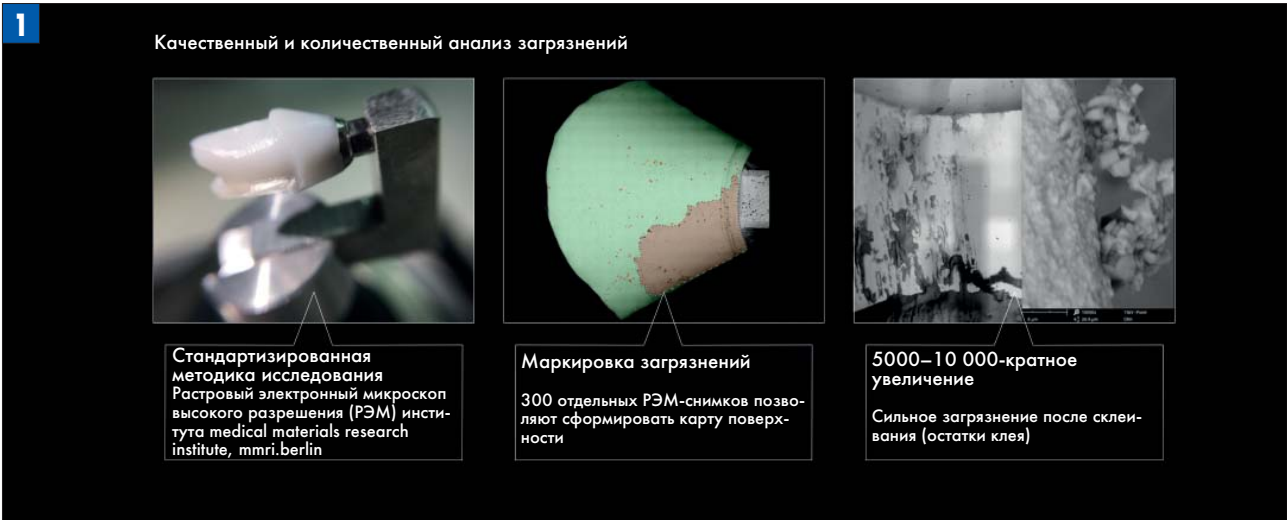 1
Качественный и количественный анализ загрязнений
Стандартизированная
методика исследования
Растровый электронный микроскоп
высокого разрешения (РЭМ) инсти-
тута medical materials research
institute, mmri.berlin
Маркировка загрязнений
300 отдельных РЭМ-снимков позво-
ляют сформировать карту поверх-
ности
5000–10 000-кратное
увеличение
Сильное загрязнение после склеи-
вания (остатки клея)